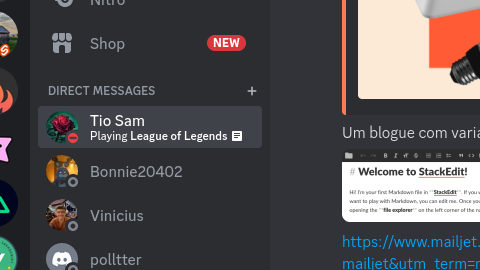 Nitro
Shop
NEW
DIRECT MESSAGES
+
Tio Sam
Playing League of Legends
Bonnie20402
Vinicius
polltter
Um blogue com varia
# Welcome to StackEdit!
Hi! I'm your first Markdown file in **StackEdit**. If you
want to play with Markdown, you can edit me. Once you
opening the **file explorer** on the left corner of the
https://www.mailjet.
mailjet&utm_term=